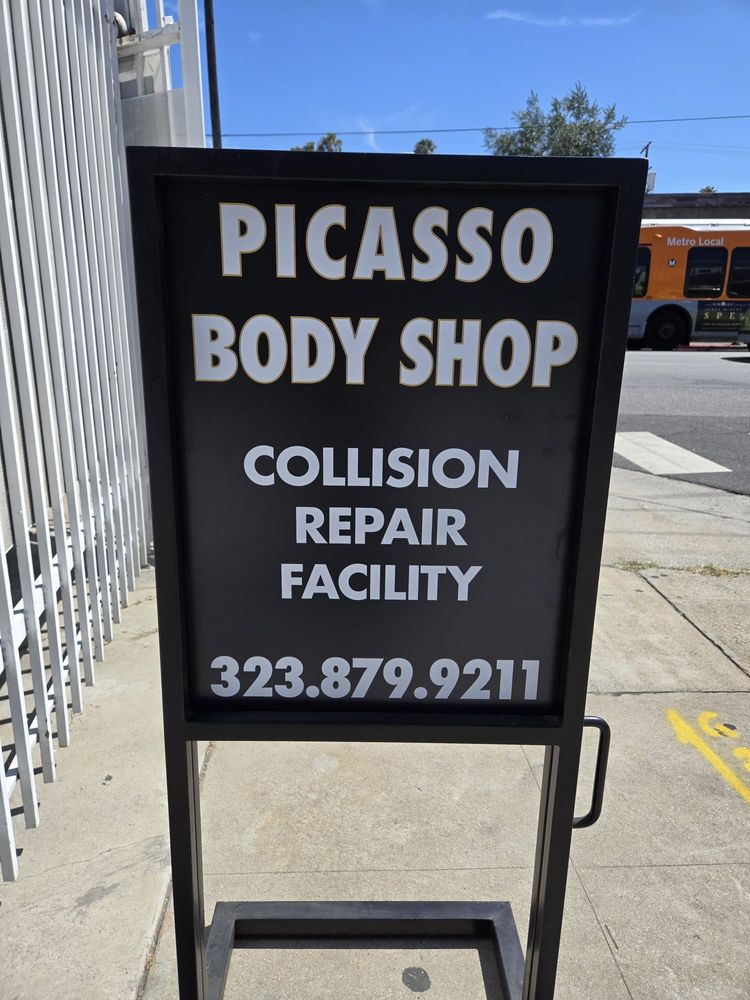 PICASSO
BODY SHOP
COLLISION
REPAIR
FACILITY
323.879.9211
Metro Local
M